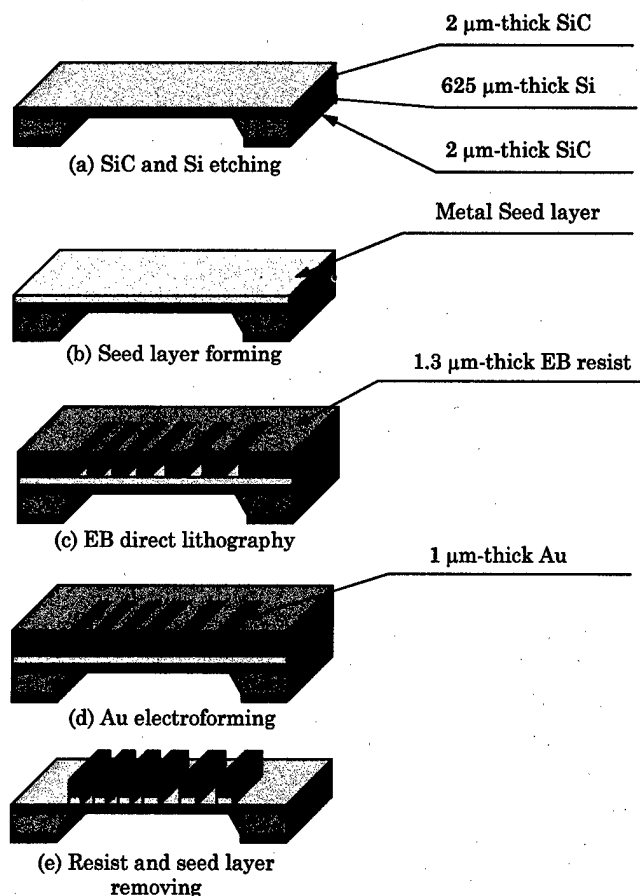 2 µm-thick SiC
625 µm-thick Si
2 µm-thick SiC
(a) SiC and Si etching
Metal Seed layer
(b) Seed layer forming
1.3 µm-thick EB resist
(c) EB direct lithography
1 µm-thick Au
(d) Au electroforming
(e) Resist and seed layer
removing